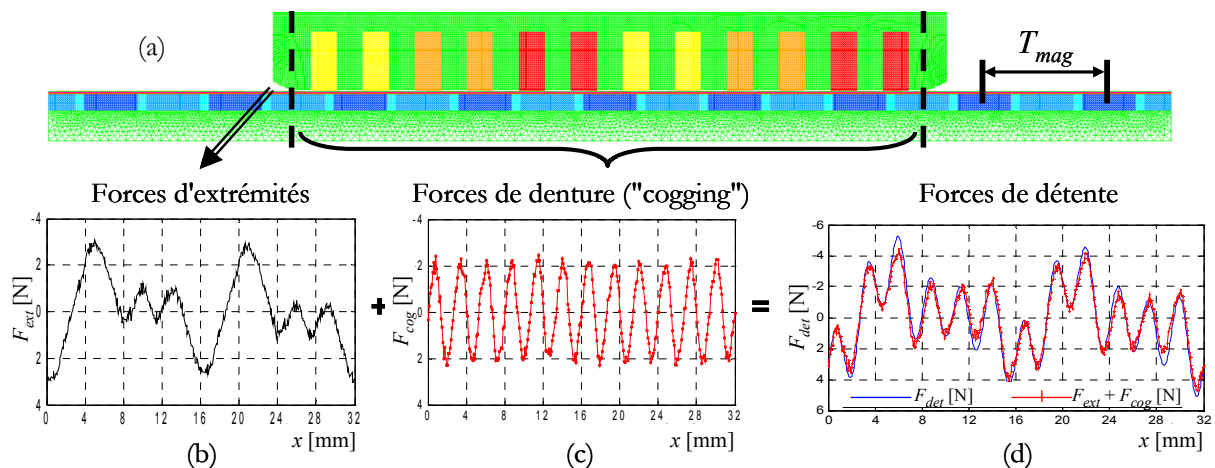 (a)
T_mag
Forces d'extrémités
Forces de denture ("cogging")
Forces de détente
-4
2
0
2
4
F_ext [N]
0 4 8 12 16 20 24 28 32
x [mm]
(b)
+
-4
2
0
2
4
F_cog [N]
0 4 8 12 16 20 24 28 32
x [mm]
(c)
=
-6
-4
-2
0
2
4
6
F_det [N]
F_det [N]
F_ext + F_cog [N]
0 4 8 12 16 20 24 28 32
x [mm]
(d)